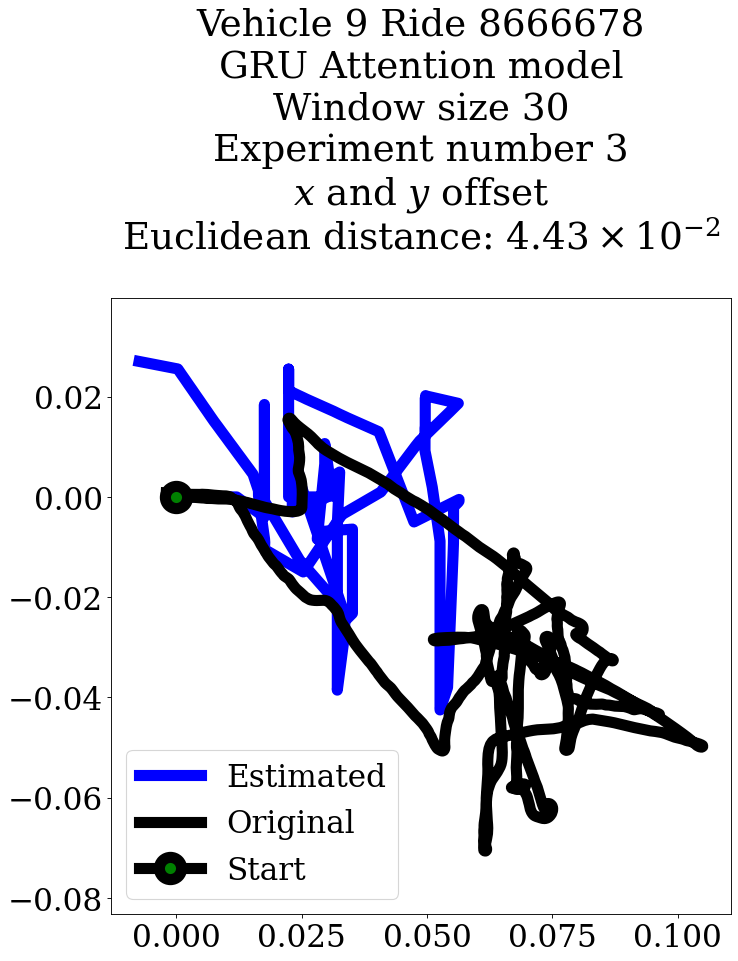 Vehicle 9 Ride 8666678
GRU Attention model
Window size 30
Experiment number 3
x and y offset
Euclidean distance: 4.43 × 10⁻²
0.02
0.00
−0.02
−0.04
−0.06
−0.08
Estimated
Original
Start
0.000 0.025 0.050 0.075 0.100